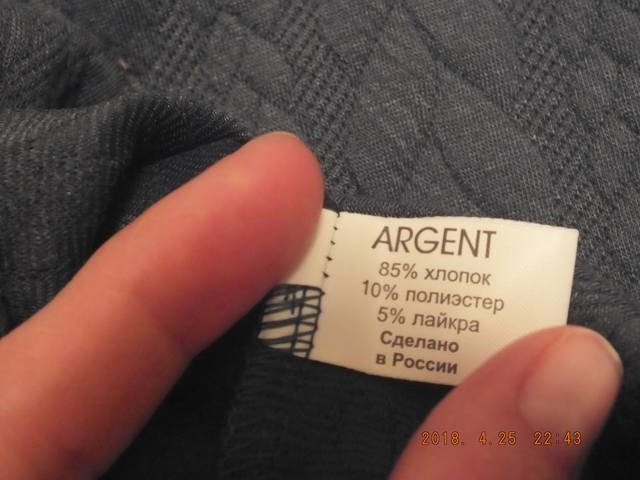 ARGENT
85% хлопок
10% полиэстер
5% лайкра
Сделано
в России
2018. 4.25 22:43